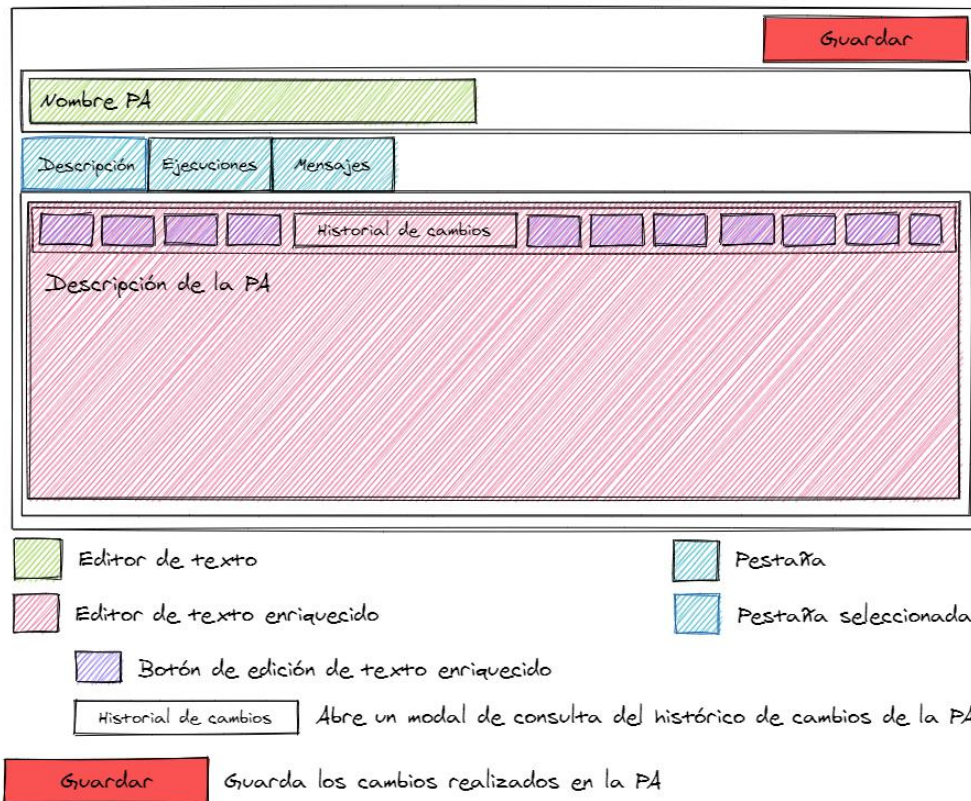 Guardar
Nombre PA
Descripción Ejecuciones Mensajes
Historial de cambios
Descripción de la PA
Editor de texto
Pestaña
Editor de texto enriquecido
Pestaña seleccionada
Botón de edición de texto enriquecido
Historial de cambios Abre un modal de consulta del histórico de cambios de la PA
Guardar Guarda los cambios realizados en la PA